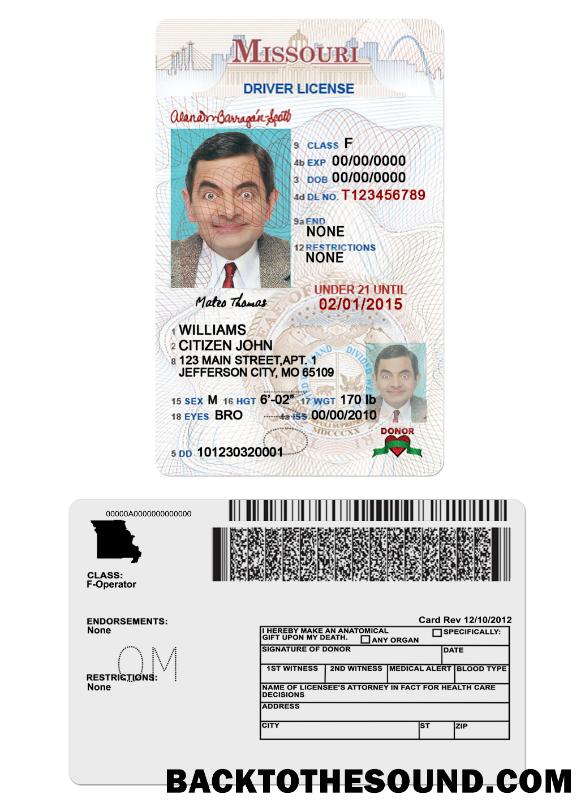 MISSOURI
DRIVER LICENSE
9 CLASS F
4b EXP 00/00/0000
3 DOB 00/00/0000
4d DL NO. T123456789
9a END
NONE
12 RESTRICTIONS
NONE
Mateo Thomas
UNDER 21 UNTIL
02/01/2015
1 WILLIAMS
2 CITIZEN JOHN
8 123 MAIN STREET,APT. 1
JEFFERSON CITY, MO 65109
15 SEX M 16 HGT 6'-02" 17 WGT 170 lb
18 EYES BRO 4a ISS 00/00/2010
MDCCCXX
DONOR
5 DD 101230320001
00000A0000000000000
CLASS:
F-Operator
ENDORSEMENTS:
None
OM
RESTRICTIONS:
None
Card Rev 12/10/2012
I HEREBY MAKE AN ANATOMICAL
GIFT UPON MY DEATH. ANY ORGAN SPECIFICALLY:
SIGNATURE OF DONOR DATE
1ST WITNESS 2ND WITNESS MEDICAL ALERT BLOOD TYPE
NAME OF LICENSEE'S ATTORNEY IN FACT FOR HEALTH CARE
DECISIONS
ADDRESS
CITY ST ZIP
BACKTOTHESOUND.COM